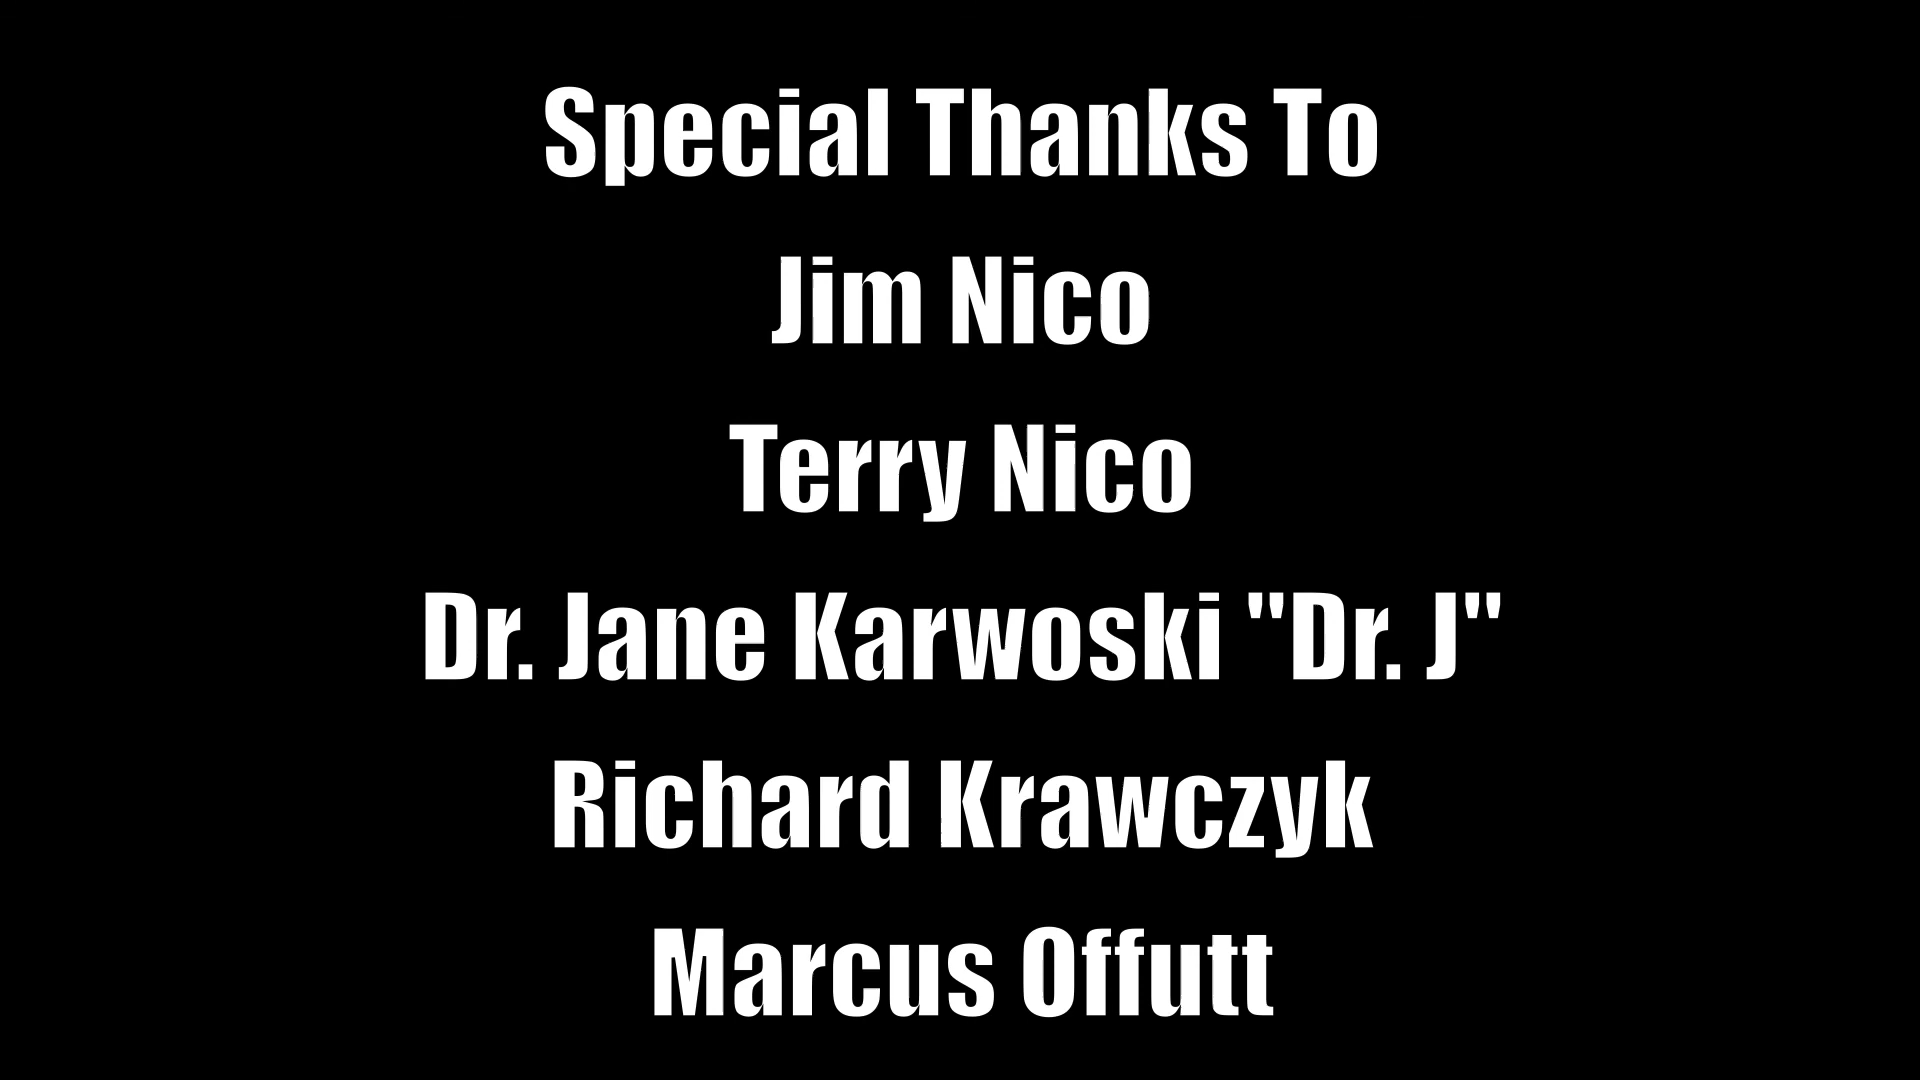 Special Thanks To
Jim Nico
Terry Nico
Dr. Jane Karwoski "Dr. J"
Richard Krawczyk
Marcus Offutt